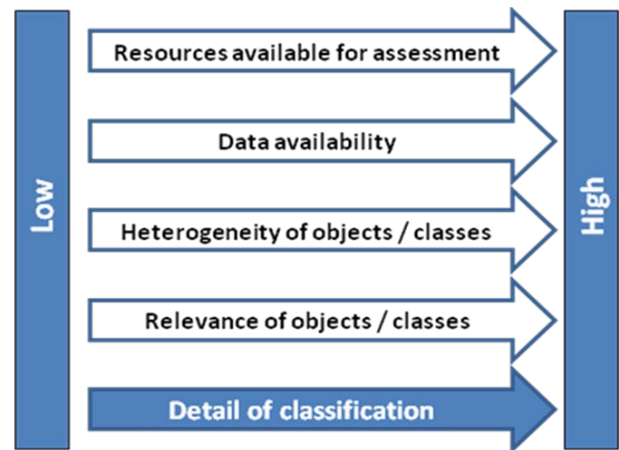 Low
Resources available for assessment
Data availability
Heterogeneity of objects / classes
Relevance of objects / classes
Detail of classification
High